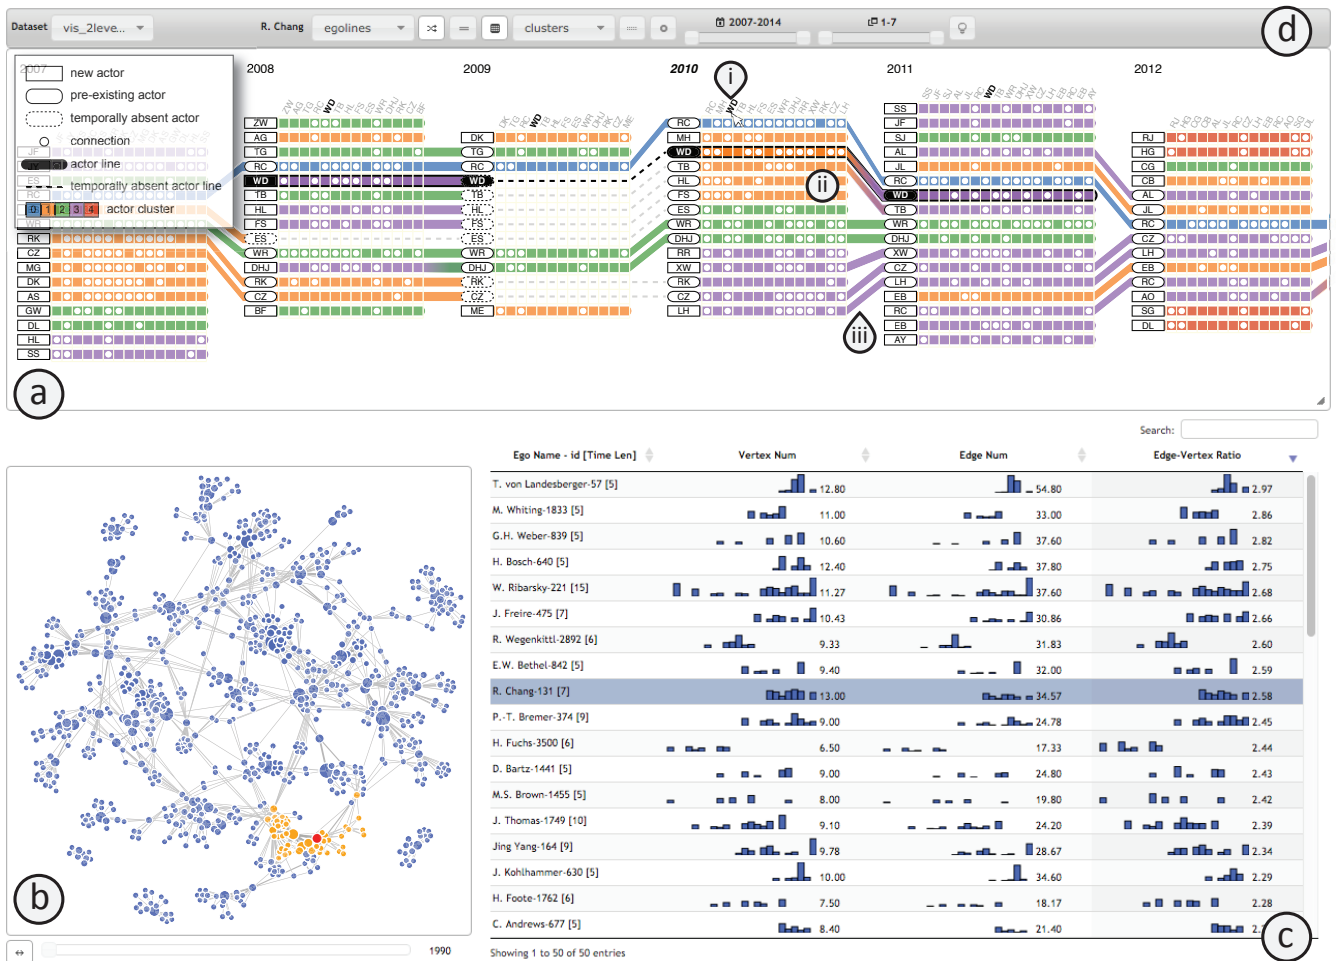 Dataset vis_2leve... R. Chang egolines clusters 2007-2014 1-7 d
2007 2008 2009 2010 i 2011 2012
new actor
pre-existing actor
temporally absent actor
connection
actor line
temporally absent actor line
0 1 2 3 4 actor cluster
RK
CZ
MG
DK
AS
GW
DL
HL
SS
ZW
AG
TG
RC
WD
TB
HL
FS
ES
WR
DHJ
RK
CZ
BF
DK
TG
RC
WD
TB
HL
FS
ES
WR
DHJ
RK
CZ
ME
RC
MH
WD
TB
HL
FS
ES
WR
DHJ
RR
XW
RK
CZ
LH
ii
iii
SS
JF
SJ
AL
JL
RC
WD
TB
WR
DHJ
XW
CZ
LH
EB
RC
EB
AY
RJ
HG
CG
CB
AL
JL
RC
CZ
LH
EB
RC
AO
SG
DL
a
Search:
Ego Name - id [Time Len] Vertex Num Edge Num Edge-Vertex Ratio
T. von Landesberger-57 [5] 12.80 54.80 2.97
M. Whiting-1833 [5] 11.00 33.00 2.86
G.H. Weber-839 [5] 10.60 37.60 2.82
H. Bosch-640 [5] 12.40 37.80 2.75
W. Ribarsky-221 [15] 11.27 37.60 2.68
J. Freire-475 [7] 10.43 30.86 2.66
R. Wegenkittl-2892 [6] 9.33 31.83 2.60
E.W. Bethel-842 [5] 9.40 32.00 2.59
R. Chang-131 [7] 13.00 34.57 2.58
P.-T. Bremer-374 [9] 9.00 24.78 2.45
H. Fuchs-3500 [6] 6.50 17.33 2.44
D. Bartz-1441 [5] 9.00 24.80 2.43
M.S. Brown-1455 [5] 8.00 19.80 2.42
J. Thomas-1749 [10] 9.10 24.20 2.39
Jing Yang-164 [9] 9.78 28.67 2.34
J. Kohlhammer-630 [5] 10.00 34.60 2.29
H. Foote-1762 [6] 7.50 18.17 2.28
C. Andrews-677 [5] 8.40 21.40
b
c
1990
Showing 1 to 50 of 50 entries